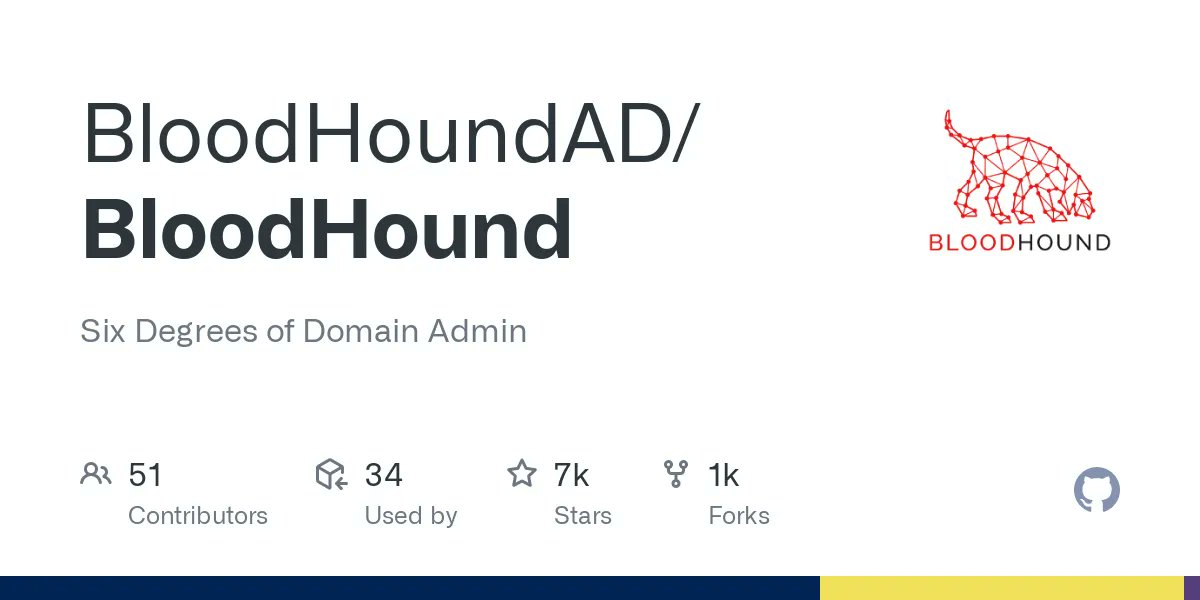 BloodHoundAD/
BloodHound
BLOODHOUND
Six Degrees of Domain Admin
51
Contributors
34
Used by
7k
Stars
1k
Forks